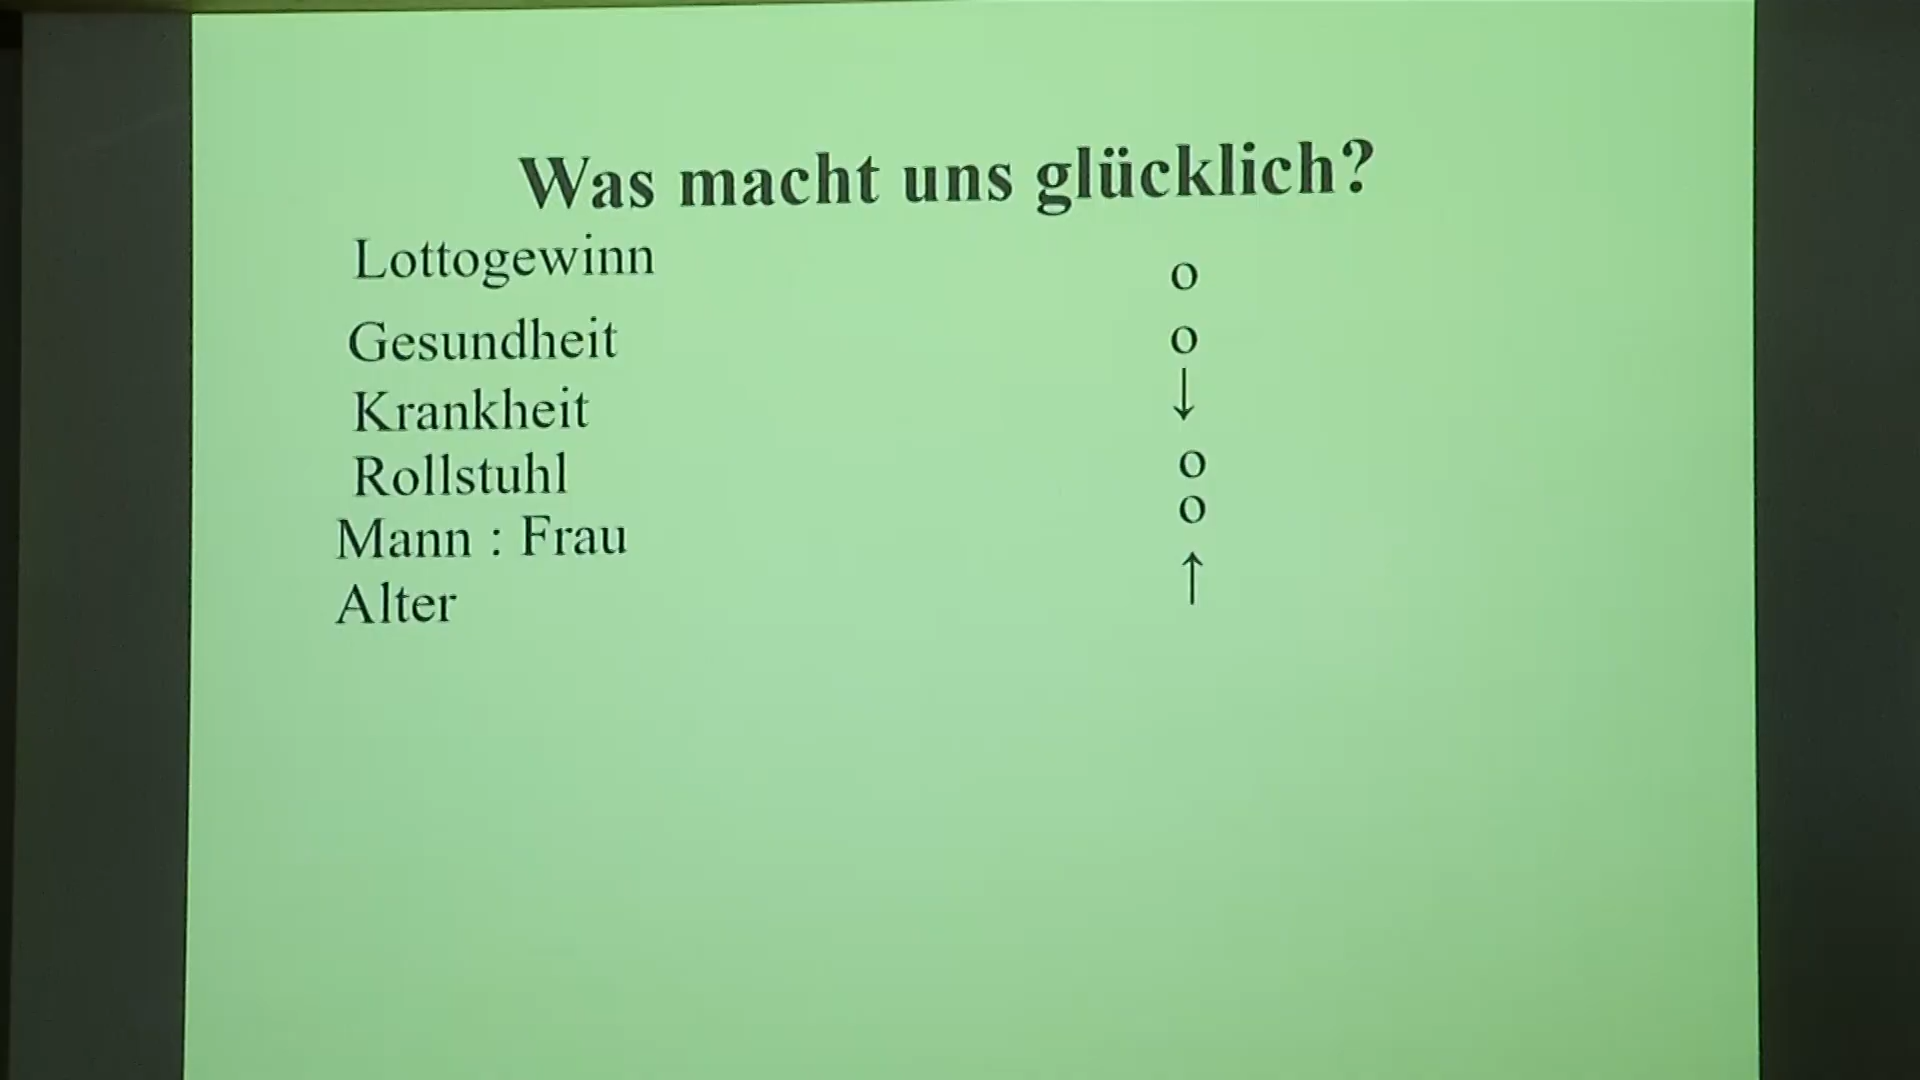 Was macht uns glücklich?
Lottogewinn o
Gesundheit o
Krankheit ↓
Rollstuhl o
Mann : Frau o
Alter ↑